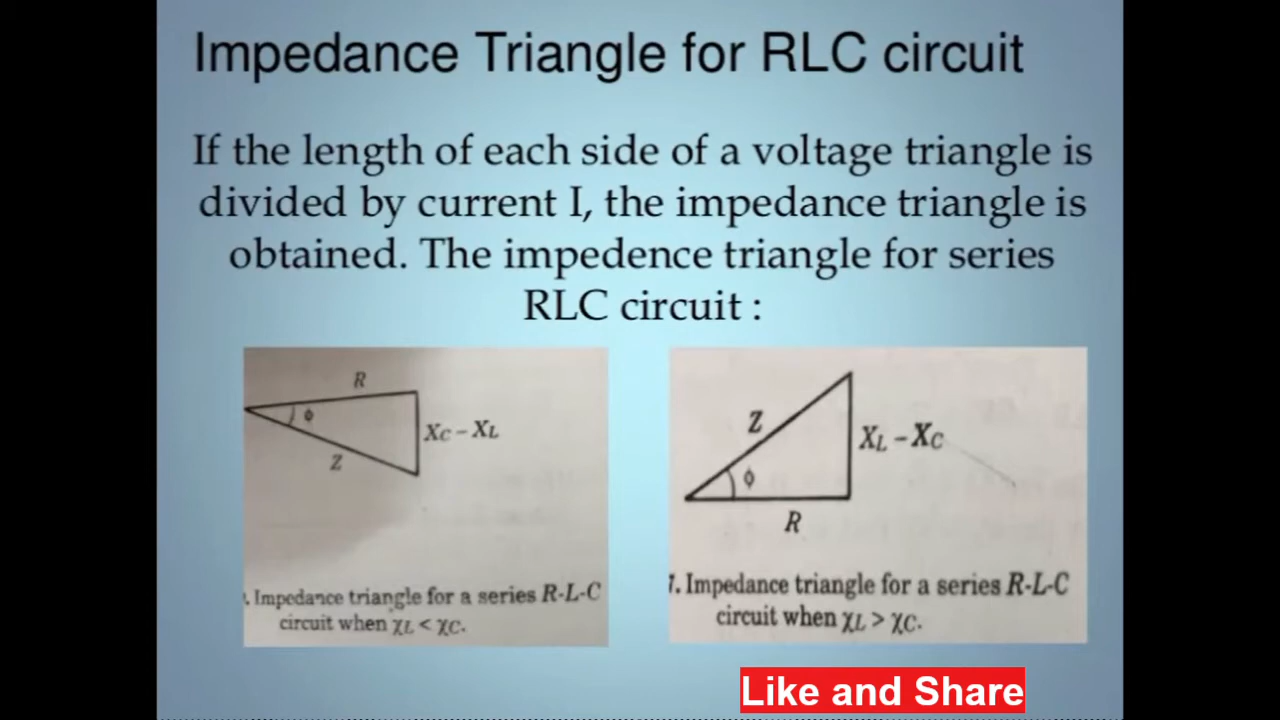 Impedance Triangle for RLC circuit
If the length of each side of a voltage triangle is
divided by current I, the impedance triangle is
obtained. The impedence triangle for series
RLC circuit :
R
ϕ
XC – XL
Z
. Impedance triangle for a series R-L-C
circuit when χL < χC.
Z
XL – XC
ϕ
R
7. Impedance triangle for a series R-L-C
circuit when χL > χC.
Like and Share